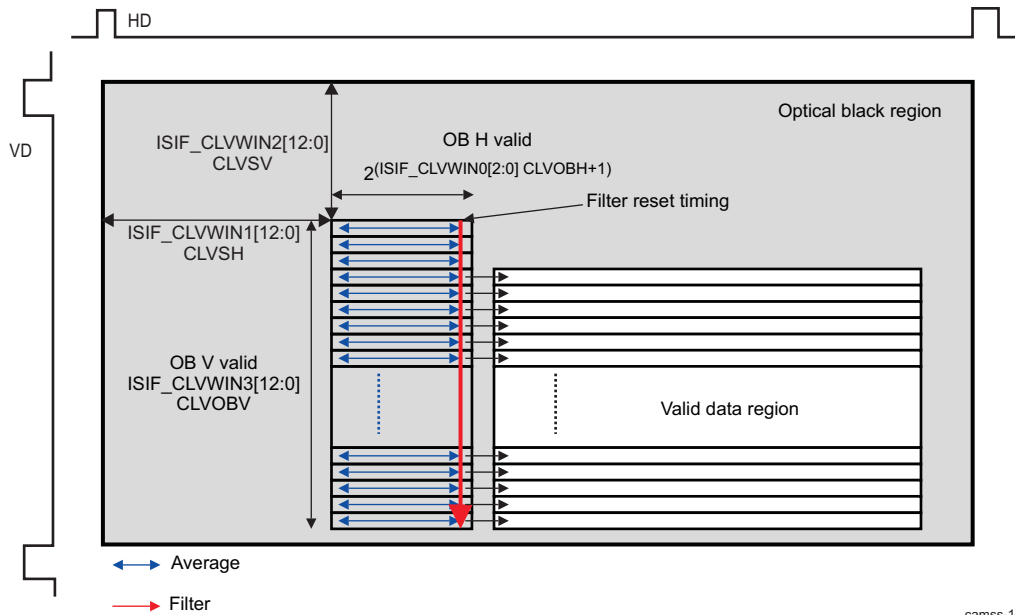 HD
VD
Optical black region
ISIF_CLVWIN2[12:0]
CLVSV
OB H valid
2(ISIF_CLVWIN0[2:0] CLVOBH+1)
Filter reset timing
ISIF_CLVWIN1[12:0]
CLVSH
OB V valid
ISIF_CLVWIN3[12:0]
CLVOBV
Valid data region
Average
Filter